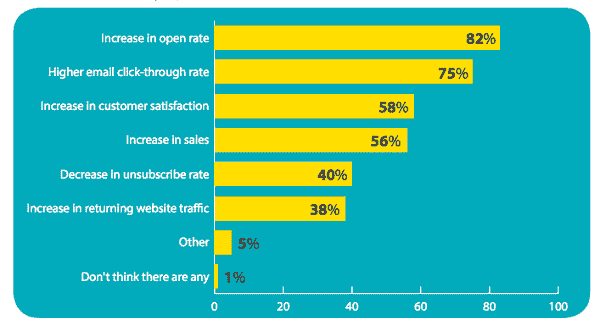 Increase in open rate 82%
Higher email click-through rate 75%
Increase in customer satisfaction 58%
Increase in sales 56%
Decrease in unsubscribe rate 40%
Increase in returning website traffic 38%
Other 5%
Don't think there are any 1%
0 20 40 60 80 100